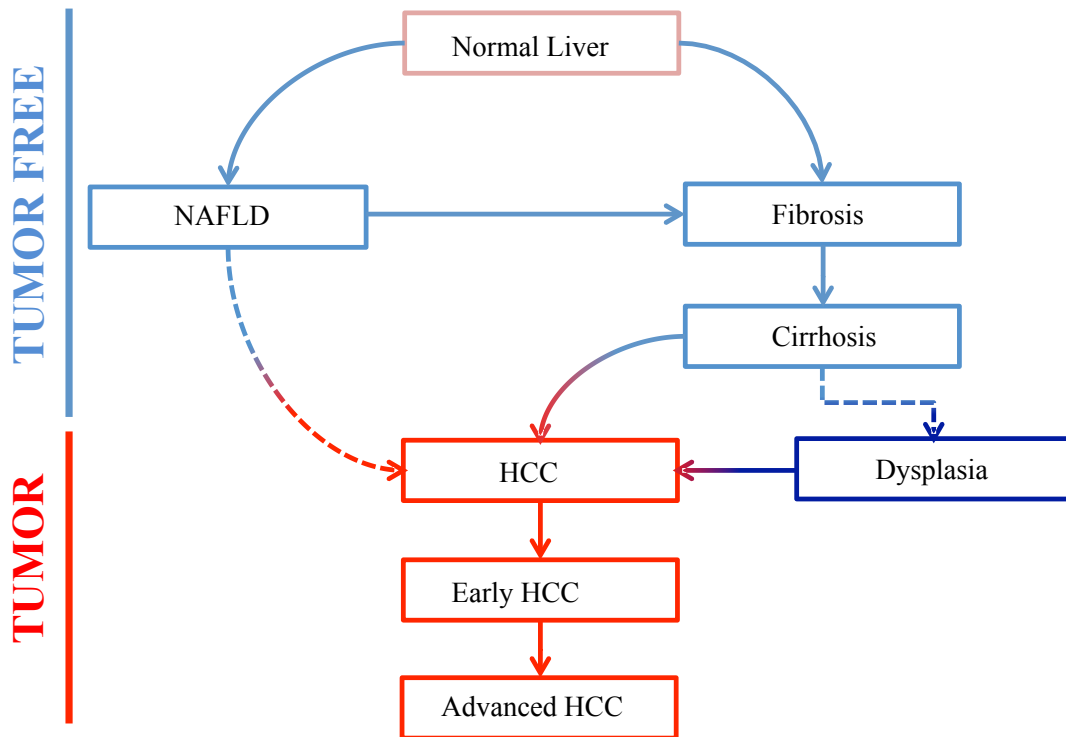 TUMOR FREE
Normal Liver
NAFLD
Fibrosis
Cirrhosis
TUMOR
HCC
Dysplasia
Early HCC
Advanced HCC